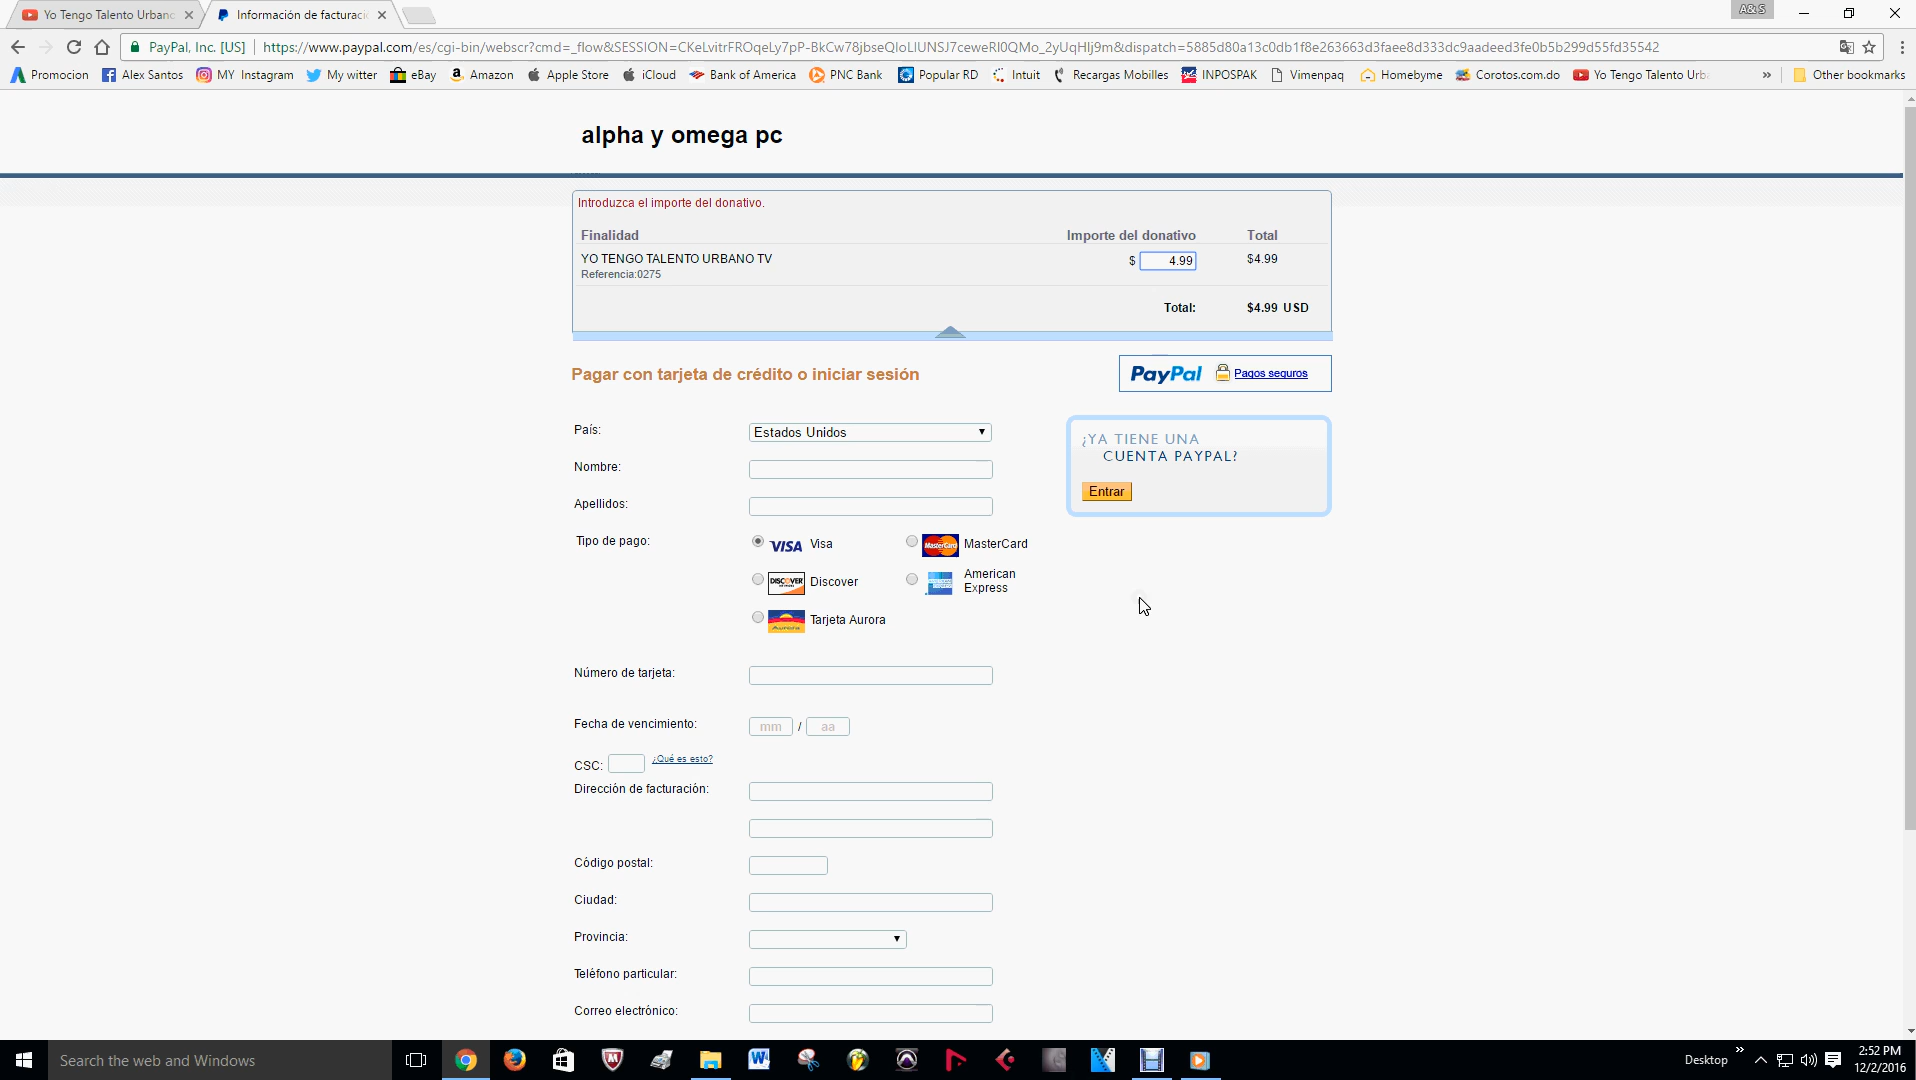 Yo Tengo Talento Urbano
Información de facturaci
A&S
PayPal, Inc. [US]
https://www.paypal.com/es/cgi-bin/webscr?cmd=_flow&SESSION=CKeLvitrFROqeLy7pP-BkCw78jbseQIoLIUNSJ7ceweRI0QMo_2yUqHIj9m&dispatch=5885d80a13c0db1f8e263663d3faee8d333dc9aadeed3fe0b5b299d55fd35542
Promocion Alex Santos MY Instagram My witter eBay Amazon Apple Store iCloud Bank of America PNC Bank Popular RD Intuit Recargas Mobilles INPOSPAK Vimenpaq Homebyme Corotos.com.do Yo Tengo Talento Urba » Other bookmarks
alpha y omega pc
Introduzca el importe del donativo.
Finalidad Importe del donativo Total
YO TENGO TALENTO URBANO TV $ 4.99 $4.99
Referencia:0275
Total: $4.99 USD
Pagar con tarjeta de crédito o iniciar sesión
PayPal Pagos seguros
País: Estados Unidos
¿YA TIENE UNA
CUENTA PAYPAL?
Entrar
Nombre:
Apellidos:
Tipo de pago: VISA Visa MasterCard MasterCard
DISCOVER Discover American
Express
Aurora Tarjeta Aurora
Número de tarjeta:
Fecha de vencimiento: mm / aa
CSC: ¿Qué es esto?
Dirección de facturación:
Código postal:
Ciudad:
Provincia:
Teléfono particular:
Correo electrónico:
Search the web and Windows
Desktop »
2:52 PM
12/2/2016